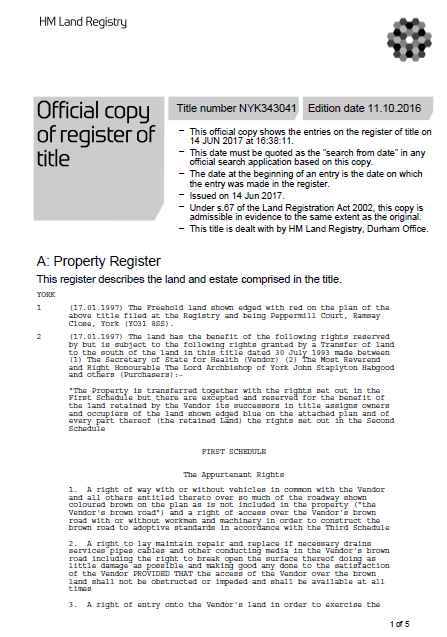 HM Land Registry
Official copy
of register of
title
Title number NYK343041
Edition date 11.10.2016
– This official copy shows the entries on the register of title on
14 JUN 2017 at 16:38:11.
– This date must be quoted as the "search from date" in any
official search application based on this copy.
– The date at the beginning of an entry is the date on which
the entry was made in the register.
– Issued on 14 Jun 2017.
– Under s.67 of the Land Registration Act 2002, this copy is
admissible in evidence to the same extent as the original.
– This title is dealt with by HM Land Registry, Durham Office.
A: Property Register
This register describes the land and estate comprised in the title.
YORK
1 (17.01.1997) The Freehold land shown edged with red on the plan of the
above title filed at the Registry and being Peppermill Court, Ramsay
Close, York (YO31 8SS).
2 (17.01.1997) The land has the benefit of the following rights reserved
by but is subject to the following rights granted by a Transfer of land
to the south of the land in this title dated 30 July 1993 made between
(1) The Secretary of State for Health (Vendor) (2) The Most Reverend
and Right Honourable The Lord Archbishop of York John Staplyton Habgood
and others (Purchasers):-
"The Property is transferred together with the rights set out in the
First Schedule but there are excepted and reserved for the benefit of
the land retained by the Vendor its successors in title assigns owners
and occupiers of the land shown edged blue on the attached plan and of
every part thereof (the retained Land) the rights set out in the Second
Schedule
FIRST SCHEDULE
The Appurtenant Rights
1. A right of way with or without vehicles in common with the Vendor
and all others entitled thereto over so much of the roadway shown
coloured brown on the plan as is not included in the property ("the
Vendor's brown road") and a right of access over the Vendor's brown
road with or without workmen and machinery in order to construct the
brown road to adoptive standards in accordance with the Third Schedule
2. A right to lay maintain repair and replace if necessary drains
services pipes cables and other conducting media in the Vendor's brown
road including the right to break open the surface thereof doing as
little damage as possible and making good any done to the satisfaction
of the Vendor PROVIDED THAT the access of the Vendor over the brown
land shall not be obstructed or impeded and shall be available at all
times
3. A right of entry onto the Vendor's land in order to exercise the
1 of 5